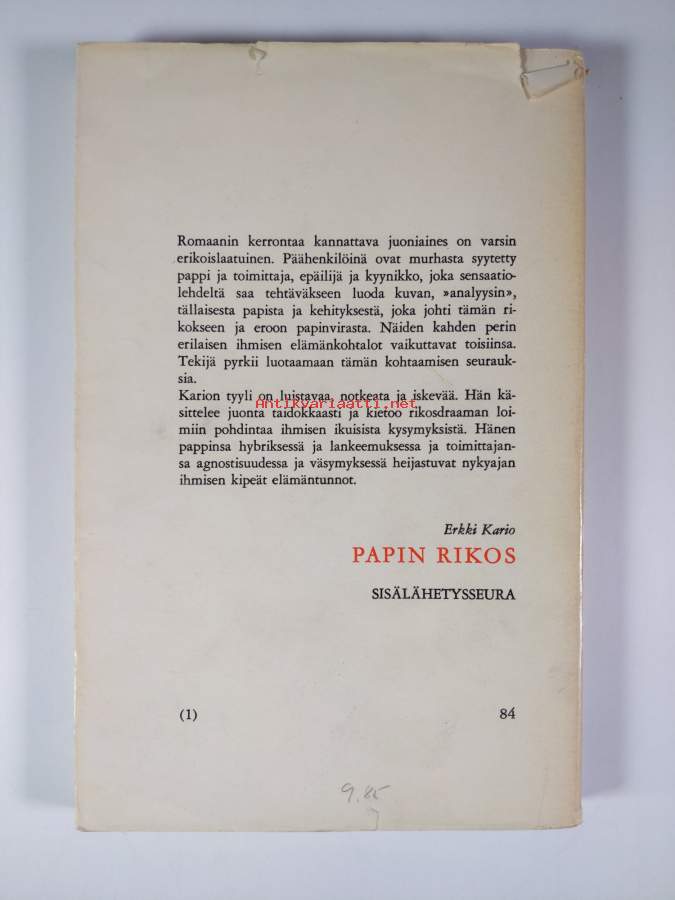 Romaanin kerrontaa kannattava juoniaines on varsin
erikoislaatuinen. Päähenkilöinä ovat murhasta syytetty
pappi ja toimittaja, epäilijä ja kyynikko, joka sensaatio-
lehdeltä saa tehtäväkseen luoda kuvan, »analyysin»,
tällaisesta papista ja kehityksestä, joka johti tämän ri-
kokseen ja eroon papinvirasta. Näiden kahden perin
erilaisen ihmisen elämänkohtalot vaikuttavat toisiinsa.
Tekijä pyrkii luotaamaan tämän kohtaamisen seurauk-
sia.
Karion tyyli on luistavaa, notkeata ja iskevää. Hän kä-
Antikvariaatti.net
sittelee juonta taidokkaasti ja kietoo rikosdraaman loi-
miin pohdintaa ihmisen ikuisista kysymyksistä. Hänen
pappinsa hybriksessä ja lankeemuksessa ja toimittajan-
sa agnostisuudessa ja väsymyksessä heijastuvat nykyajan
ihmisen kipeät elämäntunnot.
Erkki Kario
PAPIN RIKOS
SISÄLÄHETYSSEURA
(1) 84
9.85